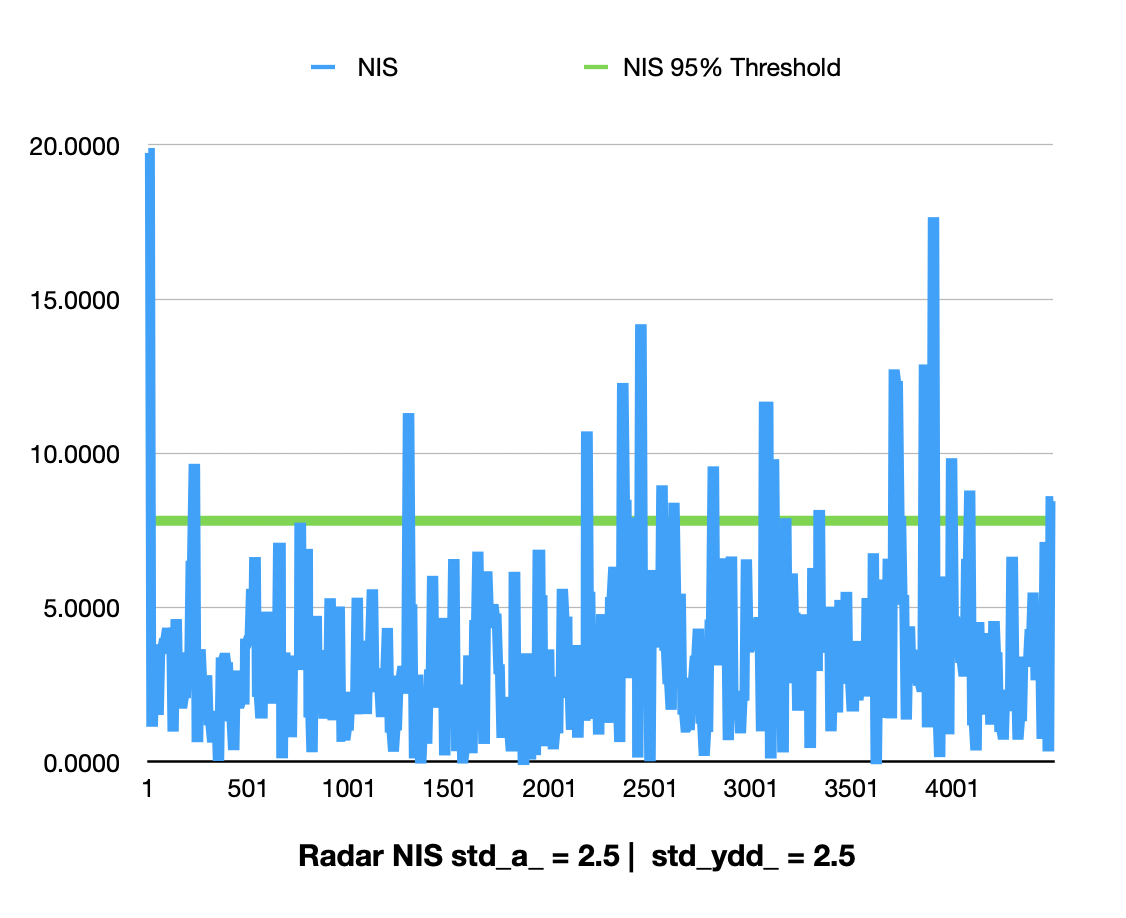 NIS NIS 95% Threshold
20.0000
15.0000
10.0000
5.0000
0.0000
1 501 1001 1501 2001 2501 3001 3501 4001
Radar NIS std_a_ = 2.5 | std_ydd_ = 2.5